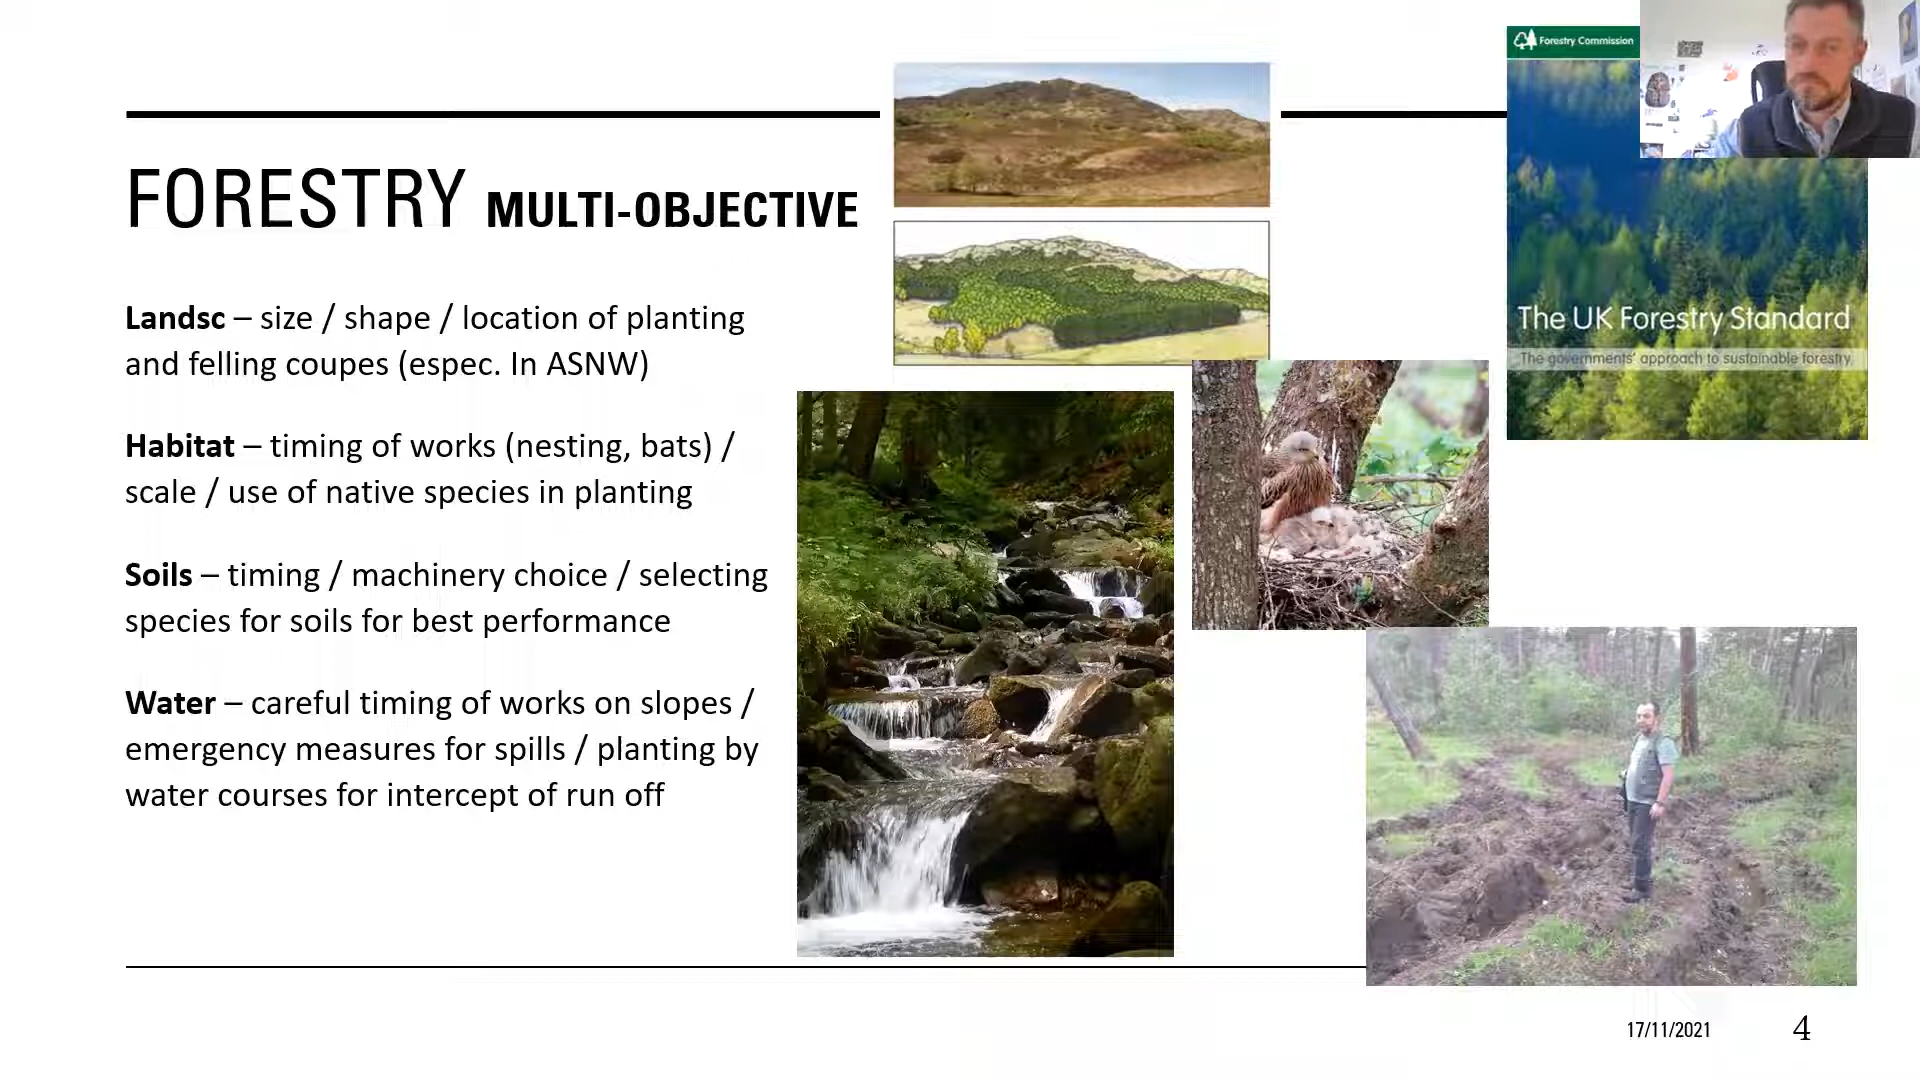 FORESTRY MULTI-OBJECTIVE
Landsc – size / shape / location of planting
and felling coupes (espec. In ASNW)
Habitat – timing of works (nesting, bats) /
scale / use of native species in planting
Soils – timing / machinery choice / selecting
species for soils for best performance
Water – careful timing of works on slopes /
emergency measures for spills / planting by
water courses for intercept of run off
Forestry Commission
The UK Forestry Standard
The governments' approach to sustainable forestry
17/11/2021
4